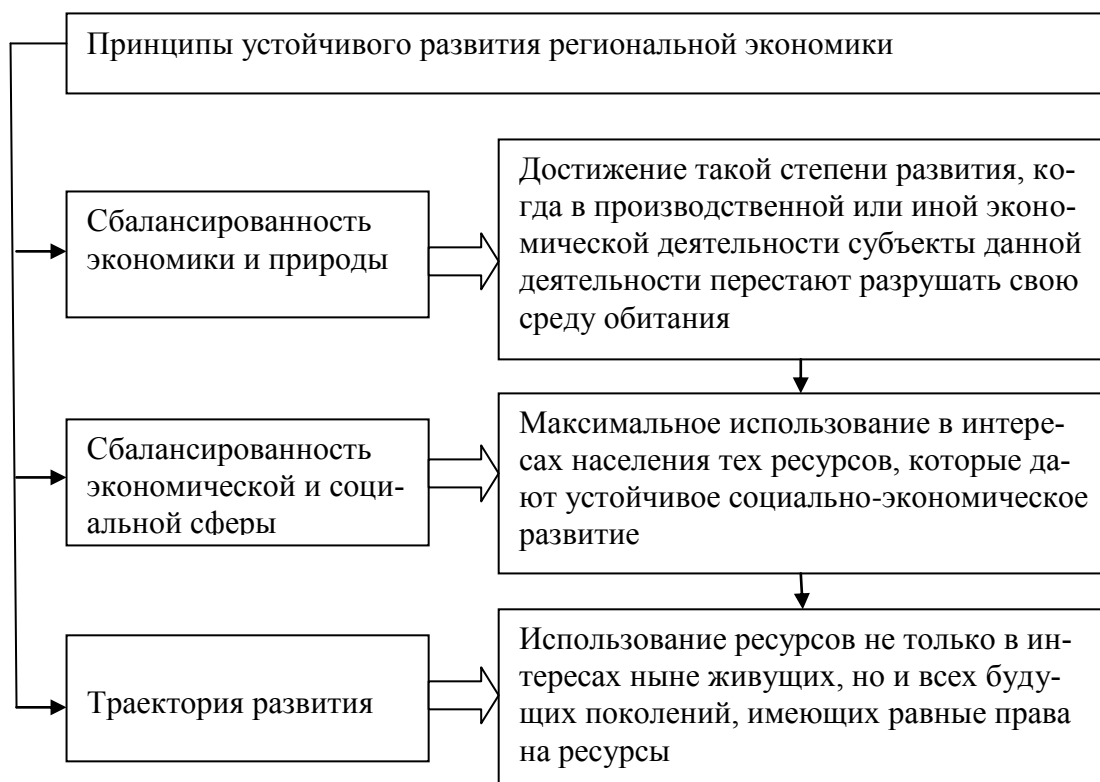 Принципы устойчивого развития региональной экономики
Сбалансированность
экономики и природы
Достижение такой степени развития, ко-
гда в производственной или иной эконо-
мической деятельности субъекты данной
деятельности перестают разрушать свою
среду обитания
Сбалансированность
экономической и соци-
альной сферы
Максимальное использование в интере-
сах населения тех ресурсов, которые да-
ют устойчивое социально-экономическое
развитие
Траектория развития
Использование ресурсов не только в ин-
тересах ныне живущих, но и всех буду-
щих поколений, имеющих равные права
на ресурсы